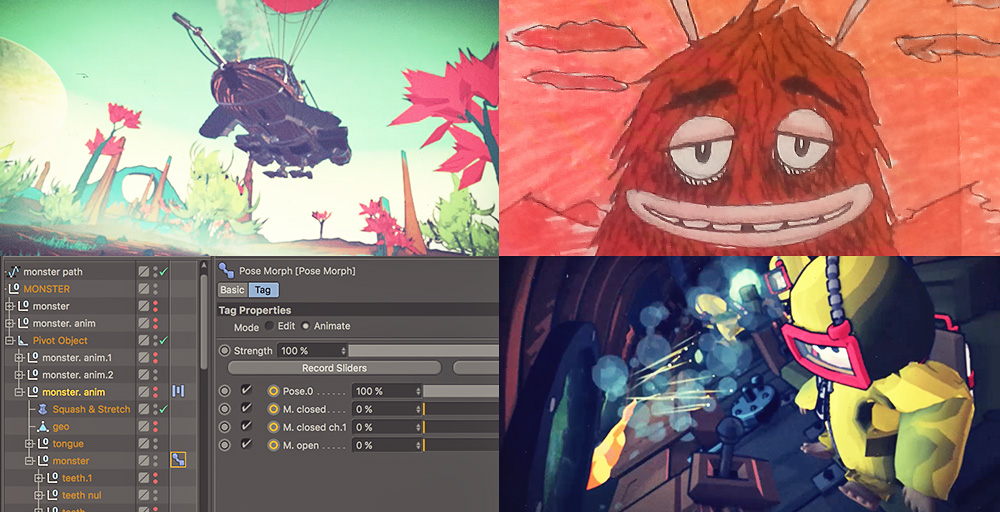 monster path
MONSTER
monster
monster. anim
Pivot Object
monster. anim.1
monster. anim.2
monster. anim
Squash & Stretch
geo
tongue
monster
teeth.1
teeth nul
teeth
Pose Morph [Pose Morph]
Basic Tag
Tag Properties
Mode Edit Animate
Strength 100 %
Record Sliders
Pose.0 ..... 100 %
M. closed ... 0 %
M. closed ch.1 0 %
M. open .... 0 %